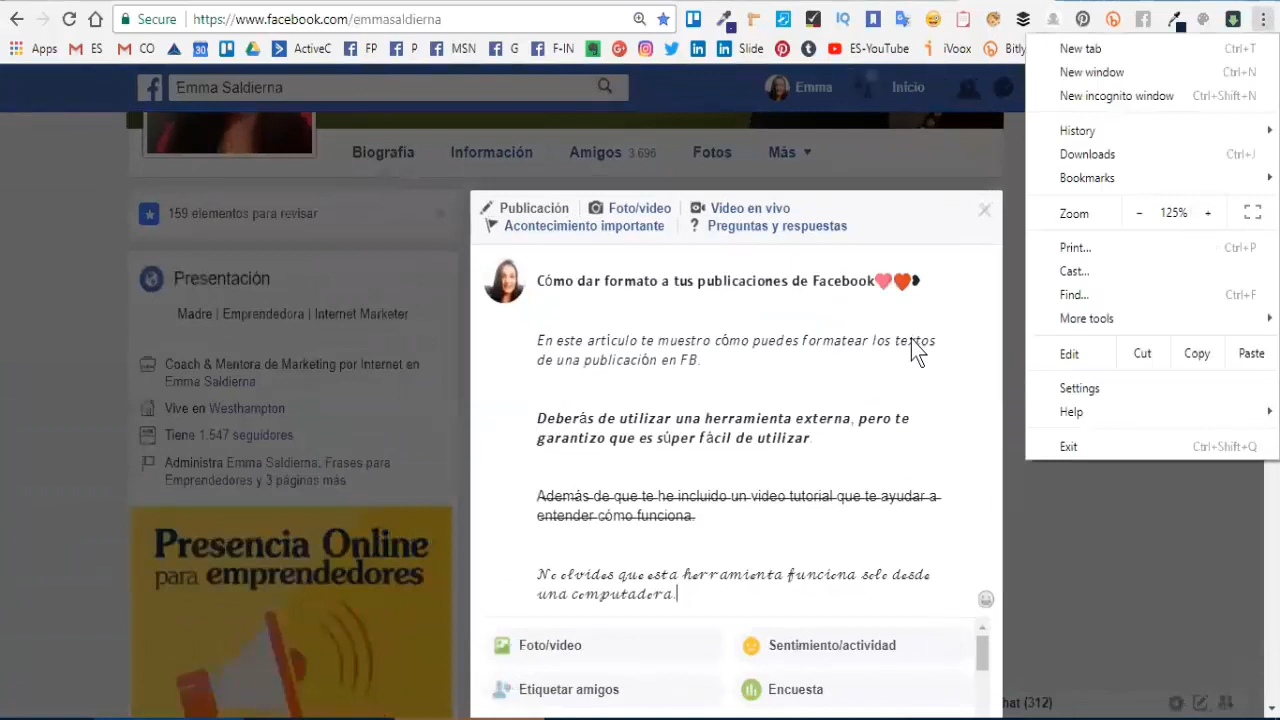 Secure https://www.facebook.com/emmasaldierna
Apps M ES M CO ActiveC FP P MSN G F-IN Slide ES-YouTube iVoox Bitly
New tab Ctrl+T
New window Ctrl+N
New incognito window Ctrl+Shift+N
History
Downloads Ctrl+J
Bookmarks
Zoom - 125% +
Print... Ctrl+P
Cast...
Find... Ctrl+F
More tools
Edit Cut Copy Paste
Settings
Help
Exit Ctrl+Shift+Q
Emma Saldierna
Emma Inicio
Biografía Información Amigos 3 696 Fotos Más
159 elementos para revisar
Presentación
Madre | Emprendedora | Internet Marketer
Coach & Mentora de Marketing por Internet en
Emma Saldierna
Vive en Westhampton
Tiene 1.547 seguidores
Administra Emma Saldierna, Frases para
Emprendedores y 3 páginas más
Presencia Online
para emprendedores
Publicación Foto/video Video en vivo
Acontecimiento importante ? Preguntas y respuestas
Cómo dar formato a tus publicaciones de Facebook
En este artículo te muestro cómo puedes formatear los textos
de una publicación en FB.
Deberás de utilizar una herramienta externa, pero te
garantizo que es súper fácil de utilizar.
Además de que te he incluido un video tutorial que te ayudar a
entender cómo funciona.
No olvides que esta herramienta funciona solo desde
una computadora.
Foto/video Sentimiento/actividad
Etiquetar amigos Encuesta
hat (312)